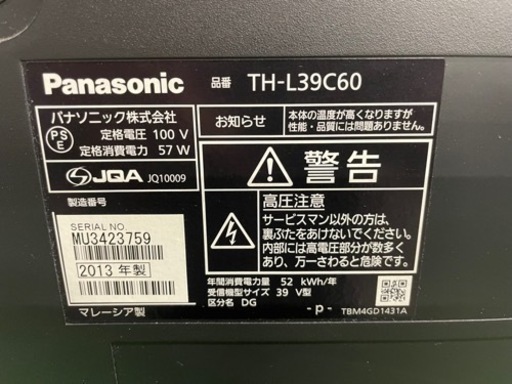 Panasonic 品番 TH-L39C60
パナソニック株式会社
PS
E
定格電圧 100 V
定格消費電力 57 W
お知らせ
本体の温度が高くなりますが
性能・品質には問題ありません。
JQA JQ10009
警告
高圧注意
サービスマン以外の方は、
裏ぶたをあけないでください。
内部には高電圧部分が数多く
あり、万一さわると危険です。
製造番号
SERIAL NO.
MU3423759
2013 年製
マレーシア製
年間消費電力量 52 kWh/年
受信機型サイズ 39 V型
区分名 DG
-p- TBM4GD1431A